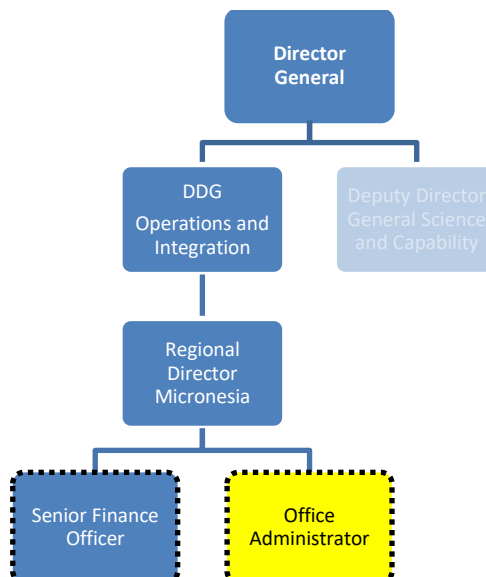 Director
General
DDG
Operations and
Integration
Deputy Director
General Science
and Capability
Regional
Director
Micronesia
Senior Finance
Officer
Office
Administrator